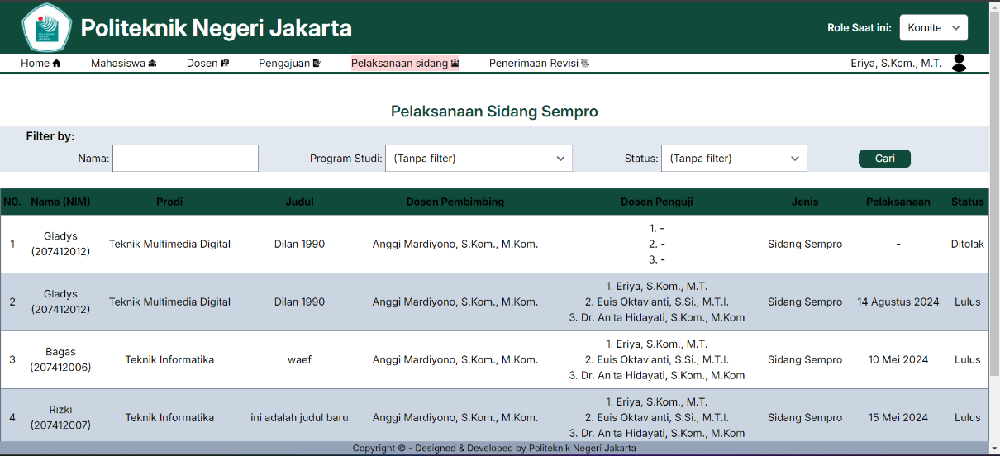 Politeknik Negeri Jakarta
Role Saat ini: Komite
Home Mahasiswa Dosen Pengajuan Pelaksanaan sidang Penerimaan Revisi Eriya, S.Kom., M.T.
Pelaksanaan Sidang Sempro
Filter by:
Nama: Program Studi: (Tanpa filter) Status: (Tanpa filter) Cari
N0. Nama (NIM) Prodi Judul Dosen Pembimbing Dosen Penguji Jenis Pelaksanaan Status
1. -
Gladys
1 Teknik Multimedia Digital Dilan 1990 Anggi Mardiyono, S.Kom., M.Kom. 2. - Sidang Sempro - Ditolak
(207412012)
3. -
1. Eriya, S.Kom., M.T.
Gladys
2 Teknik Multimedia Digital Dilan 1990 Anggi Mardiyono, S.Kom., M.Kom. 2. Euis Oktavianti, S.Si., M.T.I. Sidang Sempro 14 Agustus 2024 Lulus
(207412012)
3. Dr. Anita Hidayati, S.Kom., M.Kom
1. Eriya, S.Kom., M.T.
Bagas
3 Teknik Informatika waef Anggi Mardiyono, S.Kom., M.Kom. 2. Euis Oktavianti, S.Si., M.T.I. Sidang Sempro 10 Mei 2024 Lulus
(207412006)
3. Dr. Anita Hidayati, S.Kom., M.Kom
1. Eriya, S.Kom., M.T.
Rizki
4 Teknik Informatika ini adalah judul baru Anggi Mardiyono, S.Kom., M.Kom. 2. Euis Oktavianti, S.Si., M.T.I. Sidang Sempro 15 Mei 2024 Lulus
(207412007)
3. Dr. Anita Hidayati, S.Kom., M.Kom
Copyright © - Designed & Developed by Politeknik Negeri Jakarta